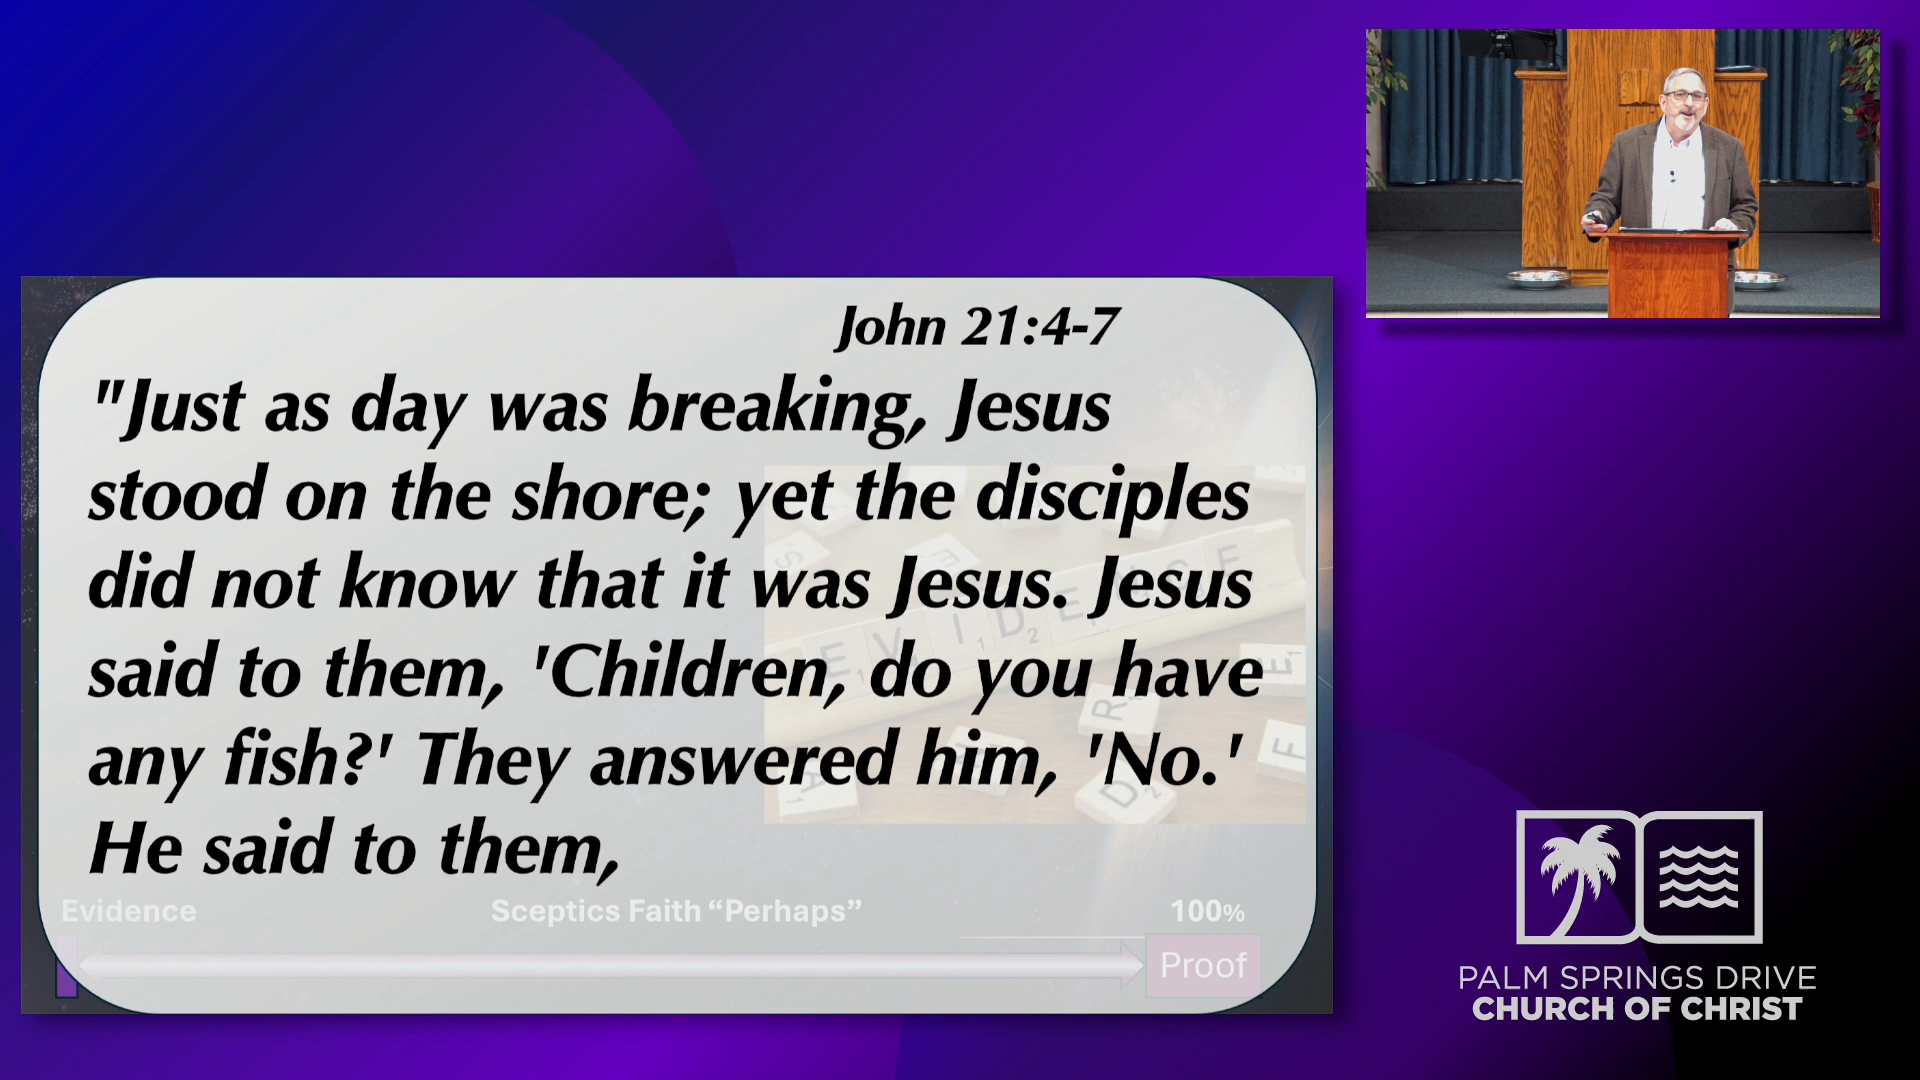 John 21:4-7
"Just as day was breaking, Jesus
stood on the shore; yet the disciples
did not know that it was Jesus. Jesus
said to them, 'Children, do you have
any fish?' They answered him, 'No.'
He said to them,
E V I D E N C E
Evidence
Sceptics Faith “Perhaps”
100%
Proof
PALM SPRINGS DRIVE
CHURCH OF CHRIST